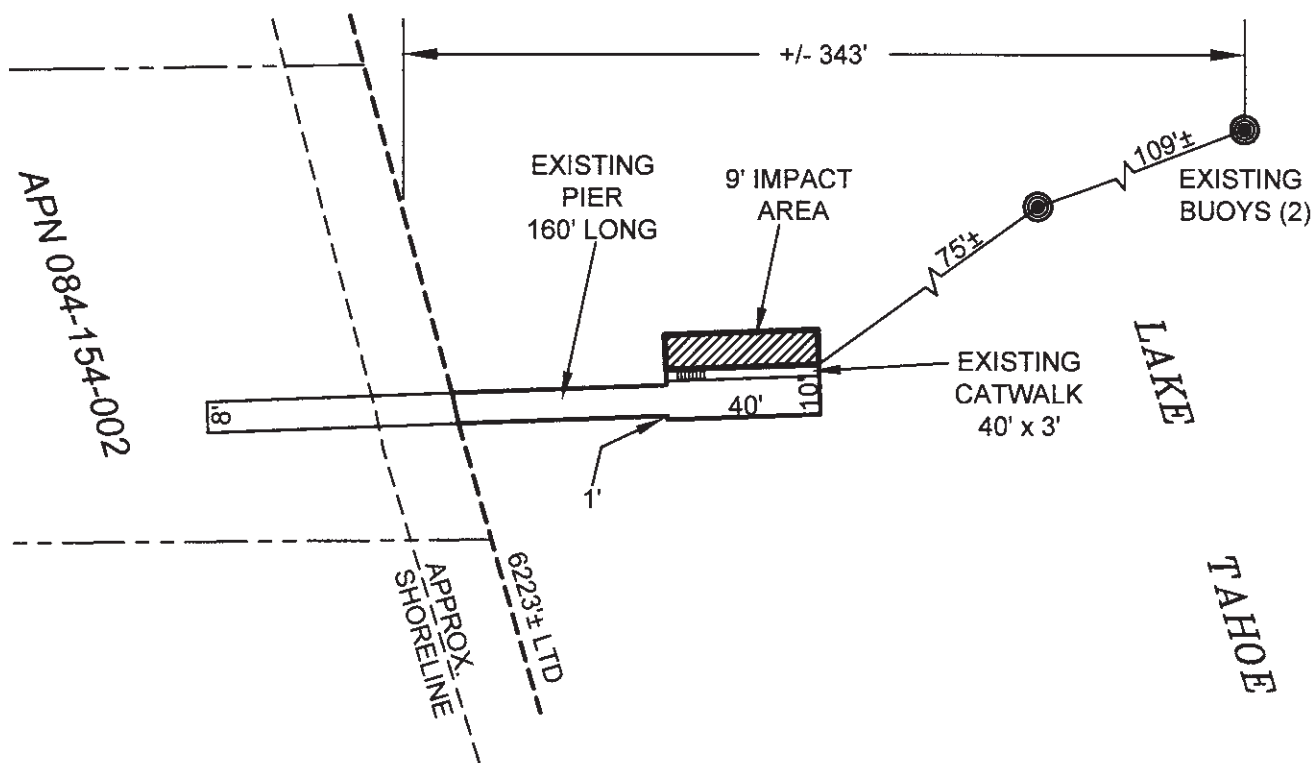 +/- 343'
109'±
EXISTING
BUOYS (2)
EXISTING
PIER
160' LONG
9' IMPACT
AREA
75'±
APN 084-154-002
LAKE
TAHOE
EXISTING
CATWALK
40' x 3'
8'
40'
10'
1'
6223'± LTD
APPROX.
SHORELINE